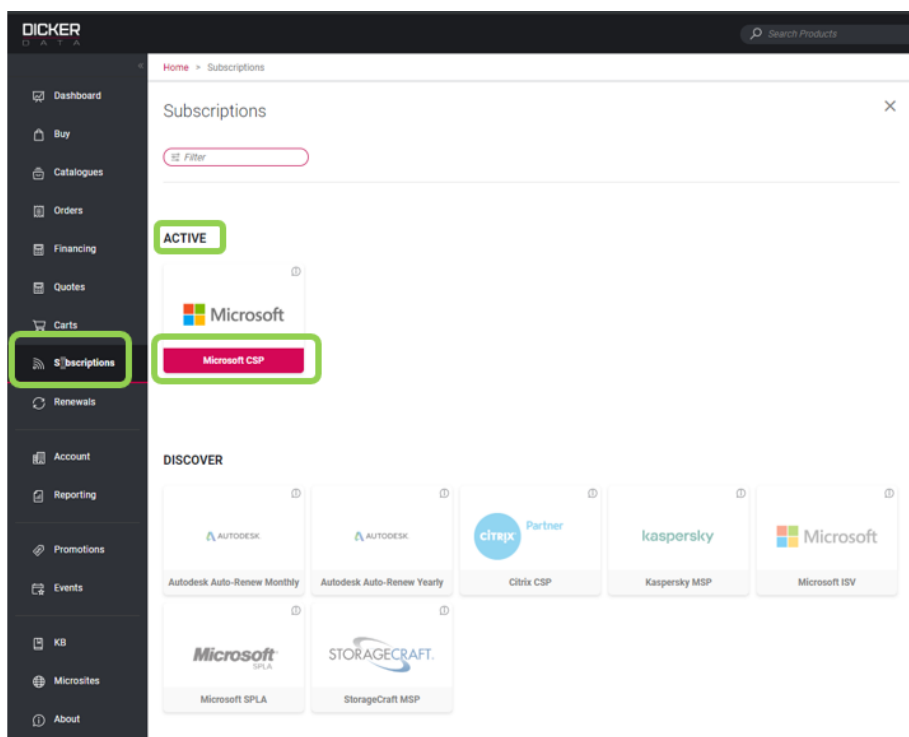 DICKER
DATA
Search Products
Home > Subscriptions
Dashboard
Buy
Catalogues
Orders
Financing
Quotes
Carts
Subscriptions
Renewals
Account
Reporting
Promotions
Events
KB
Microsites
About
Subscriptions
Filter
ACTIVE
Microsoft
Microsoft CSP
DISCOVER
AUTODESK
Autodesk Auto-Renew Monthly
AUTODESK
Autodesk Auto-Renew Yearly
CITRIX Partner
Citrix CSP
kaspersky
Kaspersky MSP
Microsoft
Microsoft ISV
Microsoft
SPLA
Microsoft SPLA
STORAGECRAFT.
StorageCraft MSP